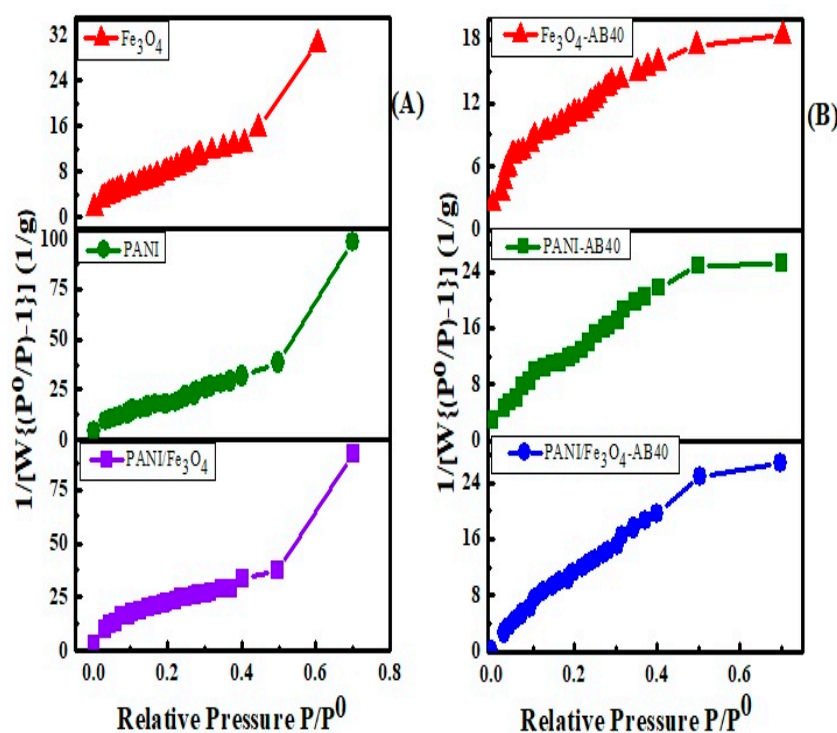 1/[W{(P⁰/P)-1}] (1/g)
32
24
16
8
0
Fe₃O₄
(A)
100
75
50
25
0
PANI
75
50
25
0
PANI/Fe₃O₄
0.0 0.2 0.4 0.6 0.8
Relative Pressure P/P⁰
1/[W{(P⁰/P)-1}] (1/g)
18
12
6
0
Fe₃O₄-AB40
(B)
24
16
8
0
PANI-AB40
24
16
8
0
PANI/Fe₃O₄-AB40
0.0 0.2 0.4 0.6
Relative Pressure P/P⁰